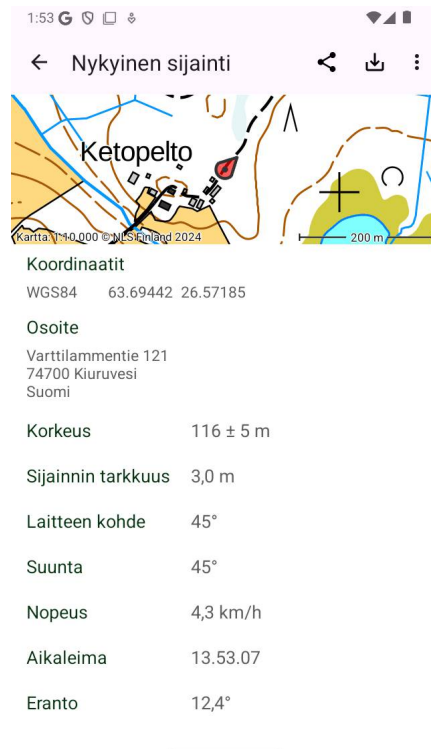 1:53 G
Nykyinen sijainti
Ketopelto
Kartta: 1:10 000 © NLS Finland 2024
200 m
Koordinaatit
WGS84 63.69442 26.57185
Osoite
Varttilammentie 121
74700 Kiuruvesi
Suomi
Korkeus 116 ± 5 m
Sijainnin tarkkuus 3,0 m
Laitteen kohde 45°
Suunta 45°
Nopeus 4,3 km/h
Aikaleima 13.53.07
Eranto 12,4°